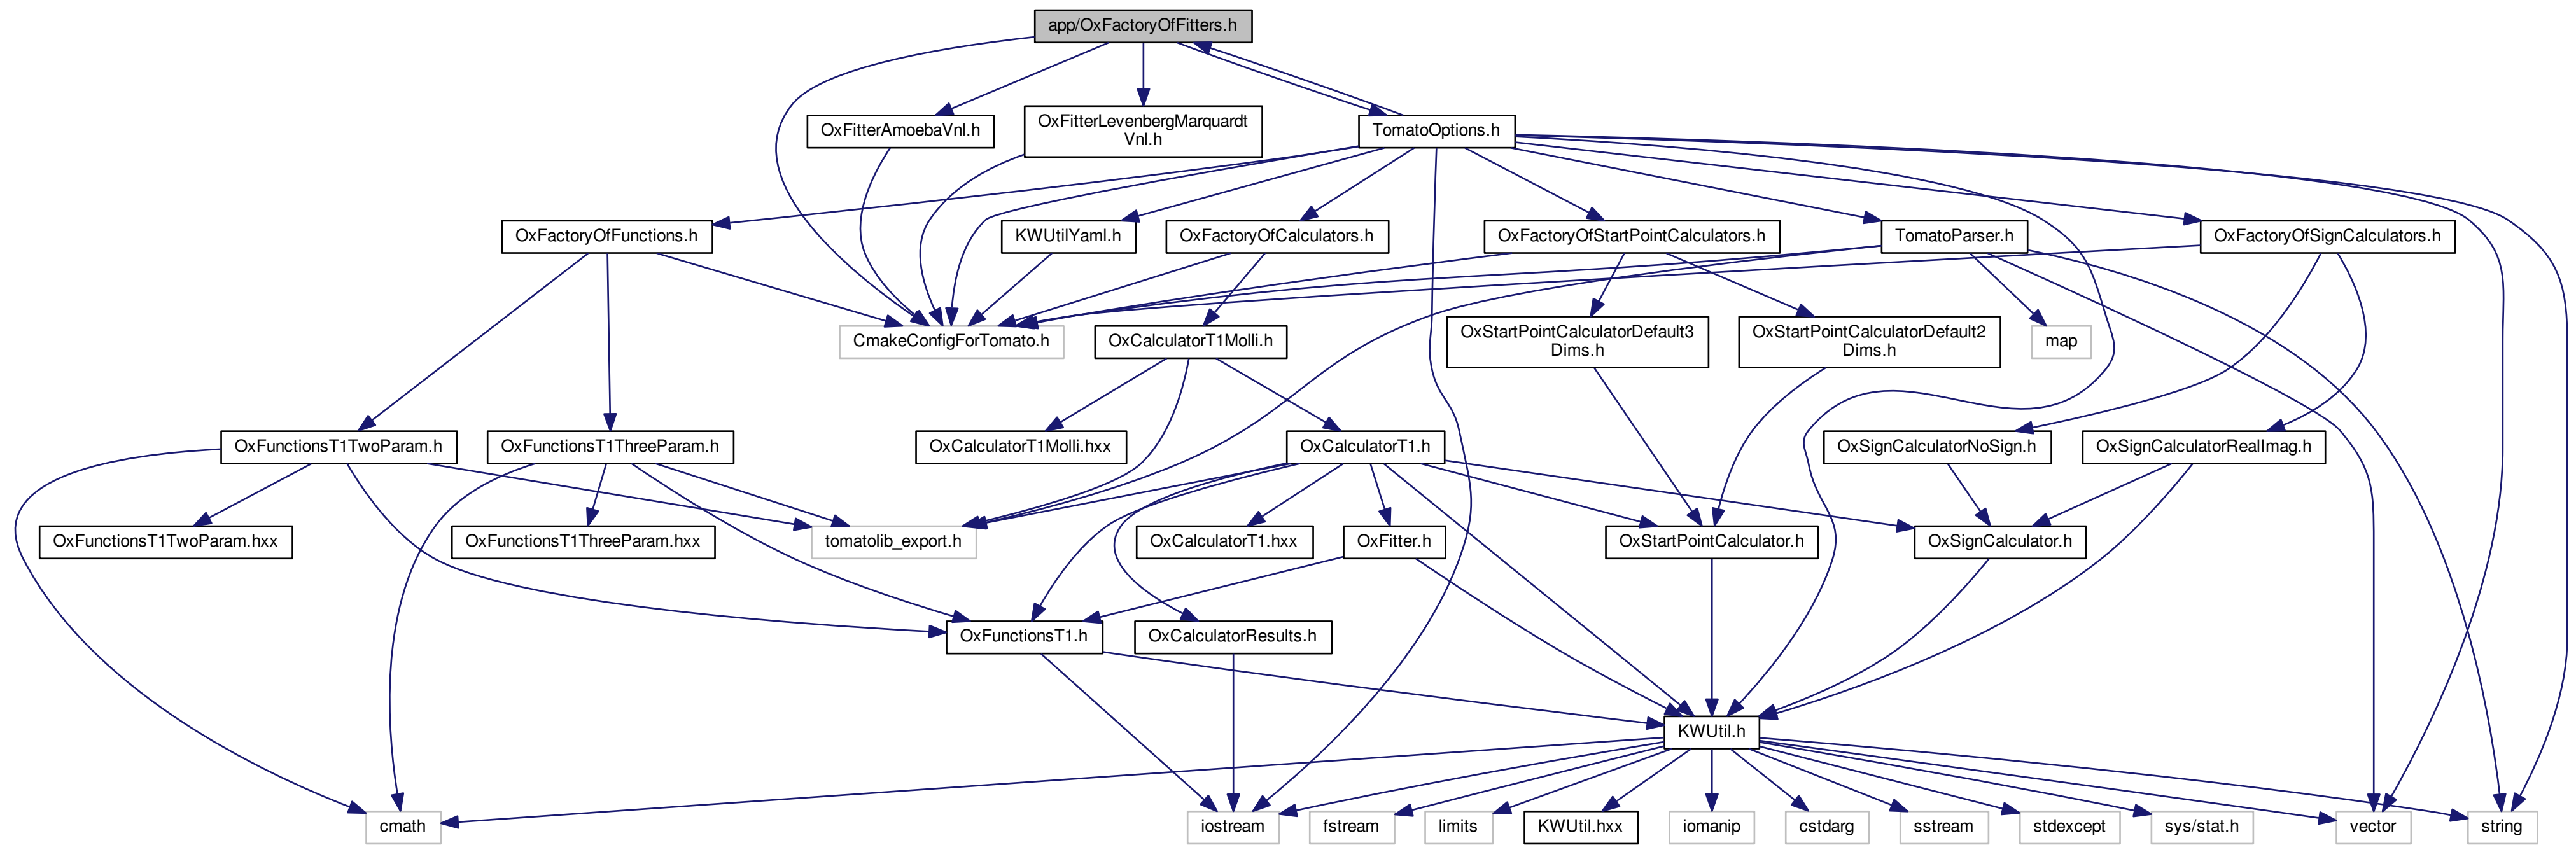 app/OxFactoryOfFitters.h
OxFitterAmoebaVnl.h
OxFitterLevenbergMarquardt
Vnl.h
TomatoOptions.h
OxFactoryOfFunctions.h
KWUtilYaml.h
OxFactoryOfCalculators.h
OxFactoryOfStartPointCalculators.h
TomatoParser.h
OxFactoryOfSignCalculators.h
CmakeConfigForTomato.h
OxCalculatorT1Molli.h
OxStartPointCalculatorDefault3
Dims.h
OxStartPointCalculatorDefault2
Dims.h
map
OxFunctionsT1TwoParam.h
OxFunctionsT1ThreeParam.h
OxCalculatorT1Molli.hxx
OxCalculatorT1.h
OxSignCalculatorNoSign.h
OxSignCalculatorRealImag.h
OxFunctionsT1TwoParam.hxx
OxFunctionsT1ThreeParam.hxx
tomatolib_export.h
OxCalculatorT1.hxx
OxFitter.h
OxStartPointCalculator.h
OxSignCalculator.h
OxFunctionsT1.h
OxCalculatorResults.h
KWUtil.h
cmath
iostream
fstream
limits
KWUtil.hxx
iomanip
cstdarg
sstream
stdexcept
sys/stat.h
vector
string